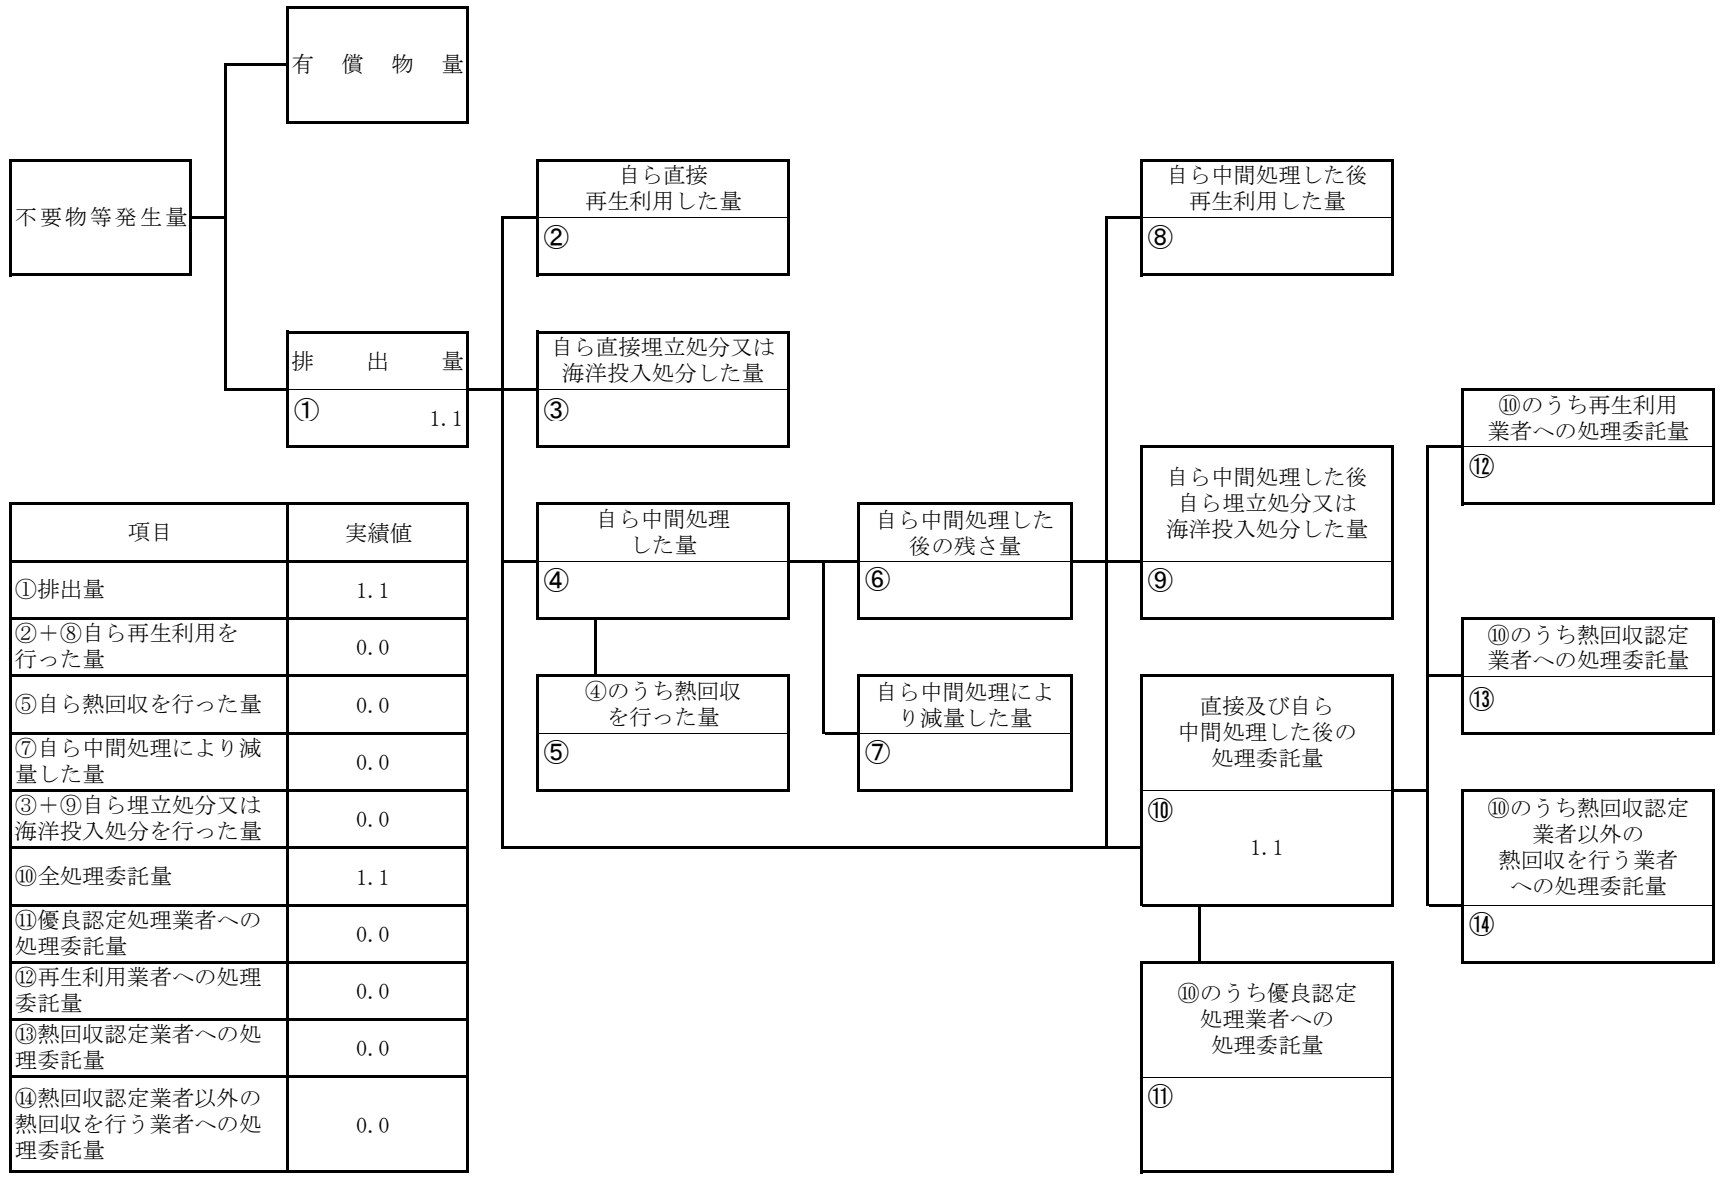 有償物量
不要物等発生量
自ら直接
再生利用した量
②
自ら中間処理した後
再生利用した量
⑧
排出量
①
1.1
自ら直接埋立処分又は
海洋投入処分した量
③
⑩のうち再生利用
業者への処理委託量
⑫
自ら中間処理した後
自ら埋立処分又は
海洋投入処分した量
⑨
自ら中間処理
した量
④
自ら中間処理した
後の残さ量
⑥
⑩のうち熱回収認定
業者への処理委託量
⑬
④のうち熱回収
を行った量
⑤
自ら中間処理によ
り減量した量
⑦
直接及び自ら
中間処理した後の
処理委託量
⑩
1.1
⑩のうち熱回収認定
業者以外の
熱回収を行う業者
への処理委託量
⑭
⑩のうち優良認定
処理業者への
処理委託量
⑪
項目 実績値
①排出量 1.1
②＋⑧自ら再生利用を
行った量 0.0
⑤自ら熱回収を行った量 0.0
⑦自ら中間処理により減
量した量 0.0
③＋⑨自ら埋立処分又は
海洋投入処分を行った量 0.0
⑩全処理委託量 1.1
⑪優良認定処理業者への
処理委託量 0.0
⑫再生利用業者への処理
委託量 0.0
⑬熱回収認定業者への処
理委託量 0.0
⑭熱回収認定業者以外の
熱回収を行う業者への処 0.0
理委託量